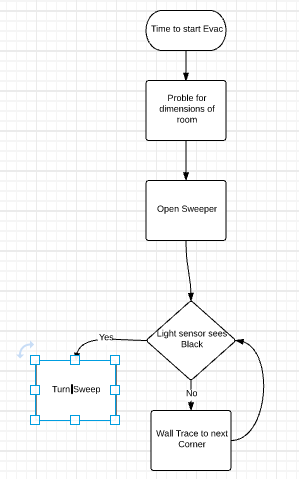 Time to start Evac
Proble for
dimensions of
room
Open Sweeper
Light sensor sees
Black
Yes
No
Turn Sweep
Wall Trace to next
Corner